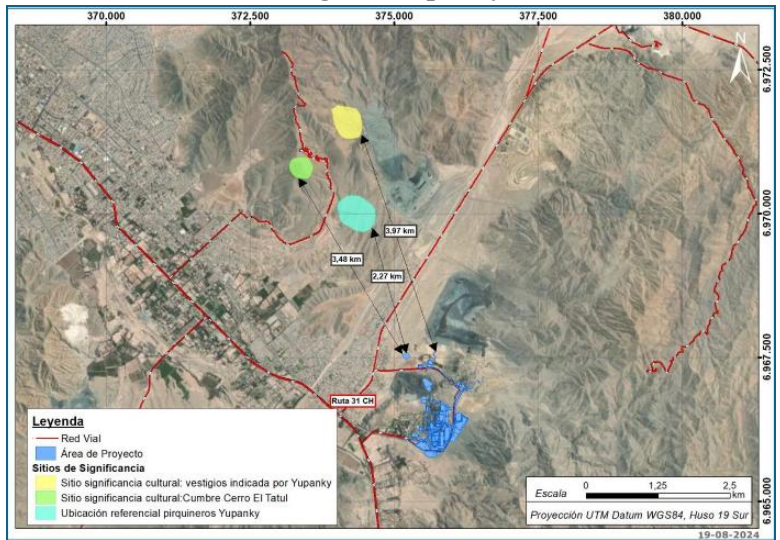 370.000 372.500 375.000 377.500 380.000
N
6.972.500
6.970.000
3,97 km
3,48 km
2,27 km
6.967.500
Ruta 31 CH
Leyenda
Red Vial
Área de Proyecto
Sitios de Significancia
Sitio significancia cultural: vestigios indicada por Yupanky
Sitio significancia cultural:Cumbre Cerro El Tatul
Ubicación referencial pirquineros Yupanky
0 1,25 2,5
Escala km
Proyección UTM Datum WGS84, Huso 19 Sur
6.965.000
19-08-2024